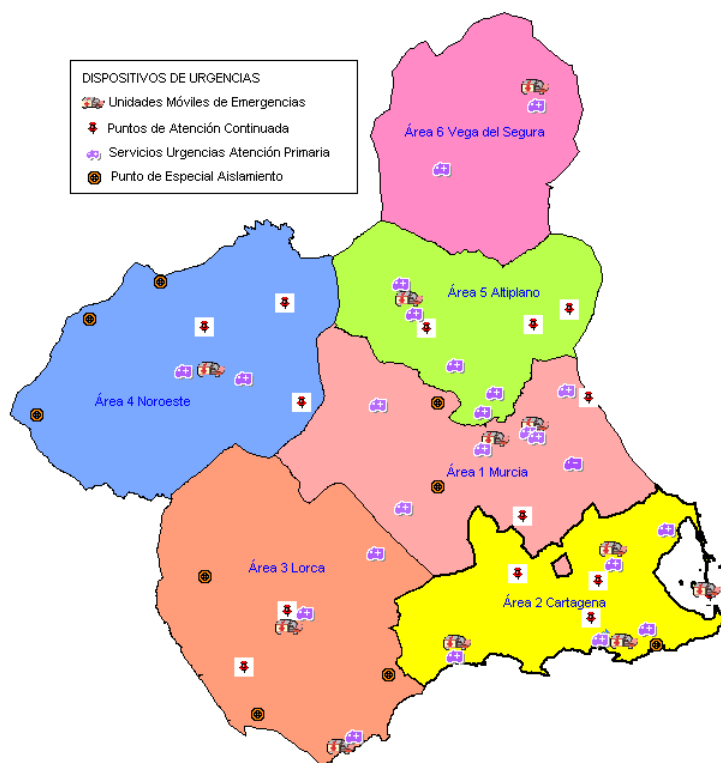 DISPOSITIVOS DE URGENCIAS
Unidades Móviles de Emergencias
Puntos de Atención Continuada
Servicios Urgencias Atención Primaria
Punto de Especial Aislamiento
Área 6 Vega del Segura
Área 5 Altiplano
Área 4 Noroeste
Área 1 Murcia
Área 3 Lorca
Área 2 Cartagena